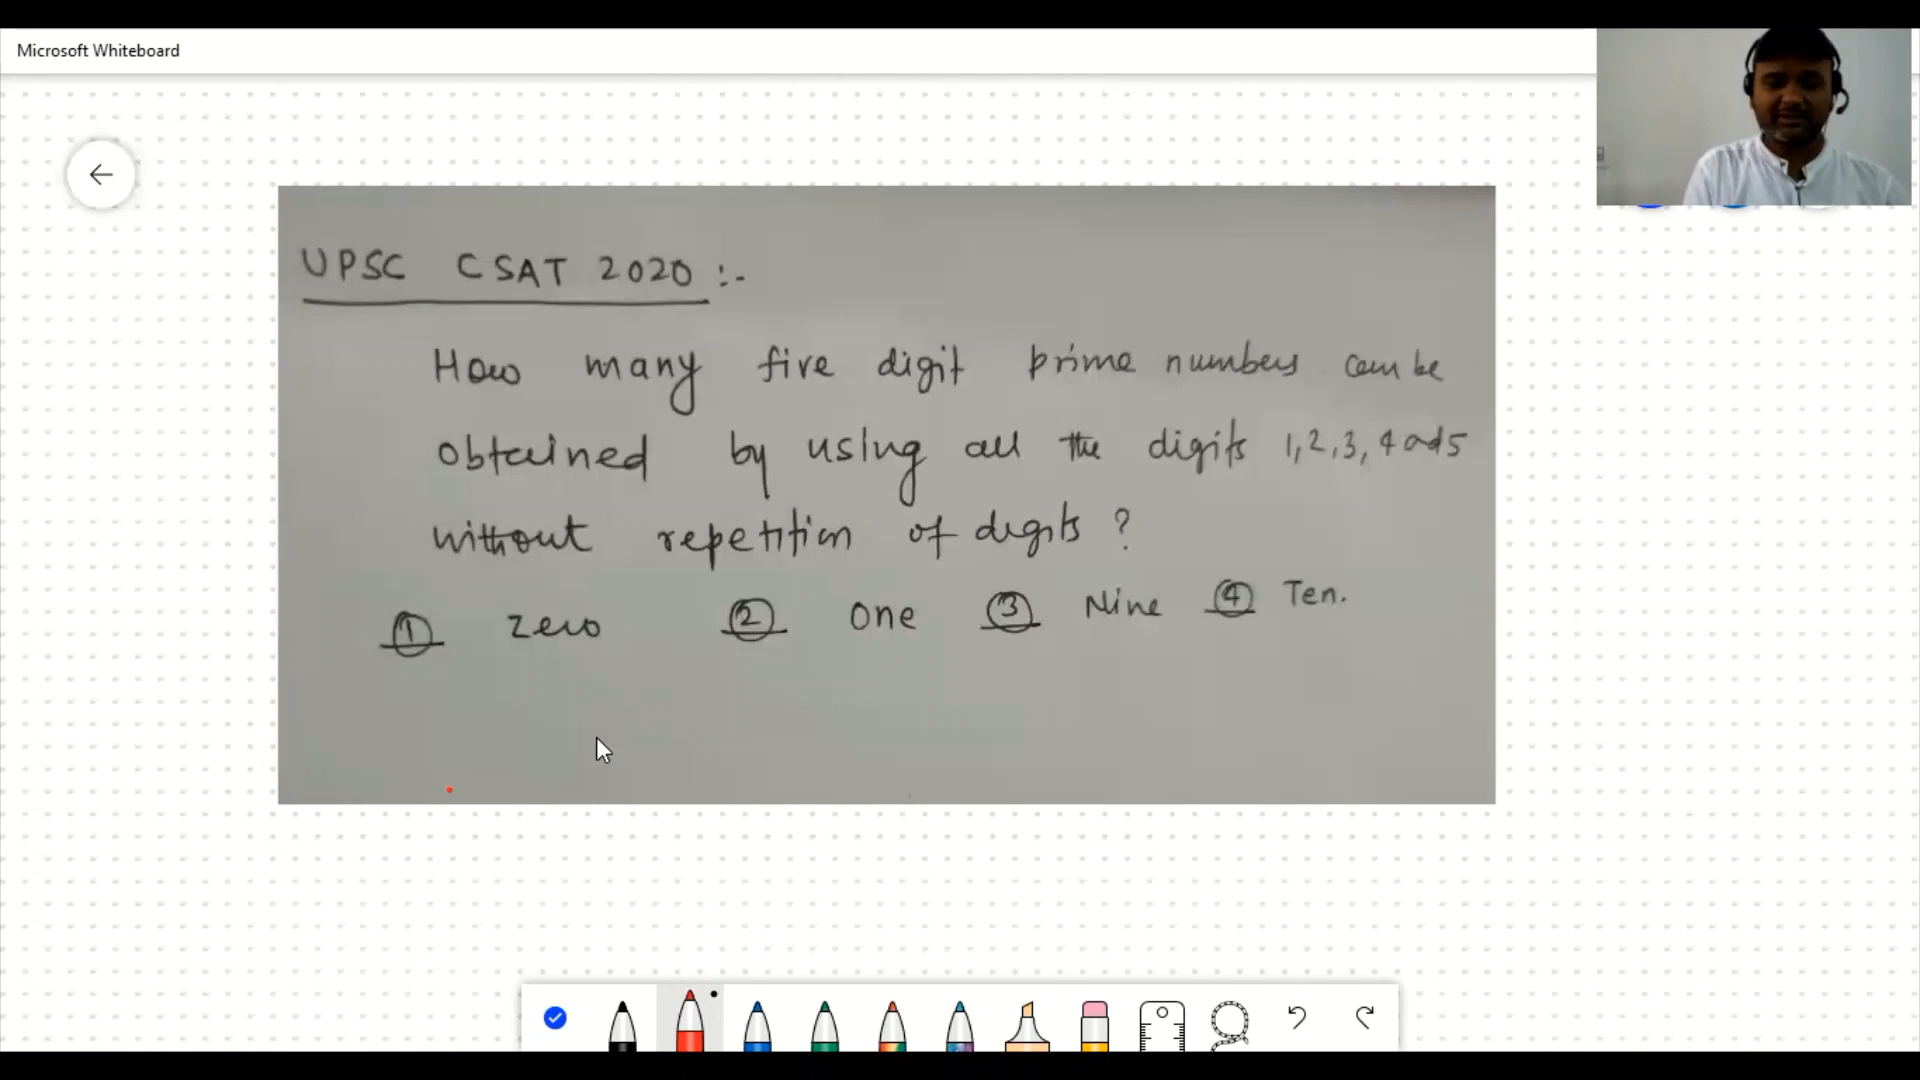 Microsoft Whiteboard
UPSC CSAT 2020 :-
How many five digit prime numbers can be
obtained by using all the digits 1,2,3,4 and 5
without repetition of digits ?
① zero ② One ③ Nine ④ Ten.